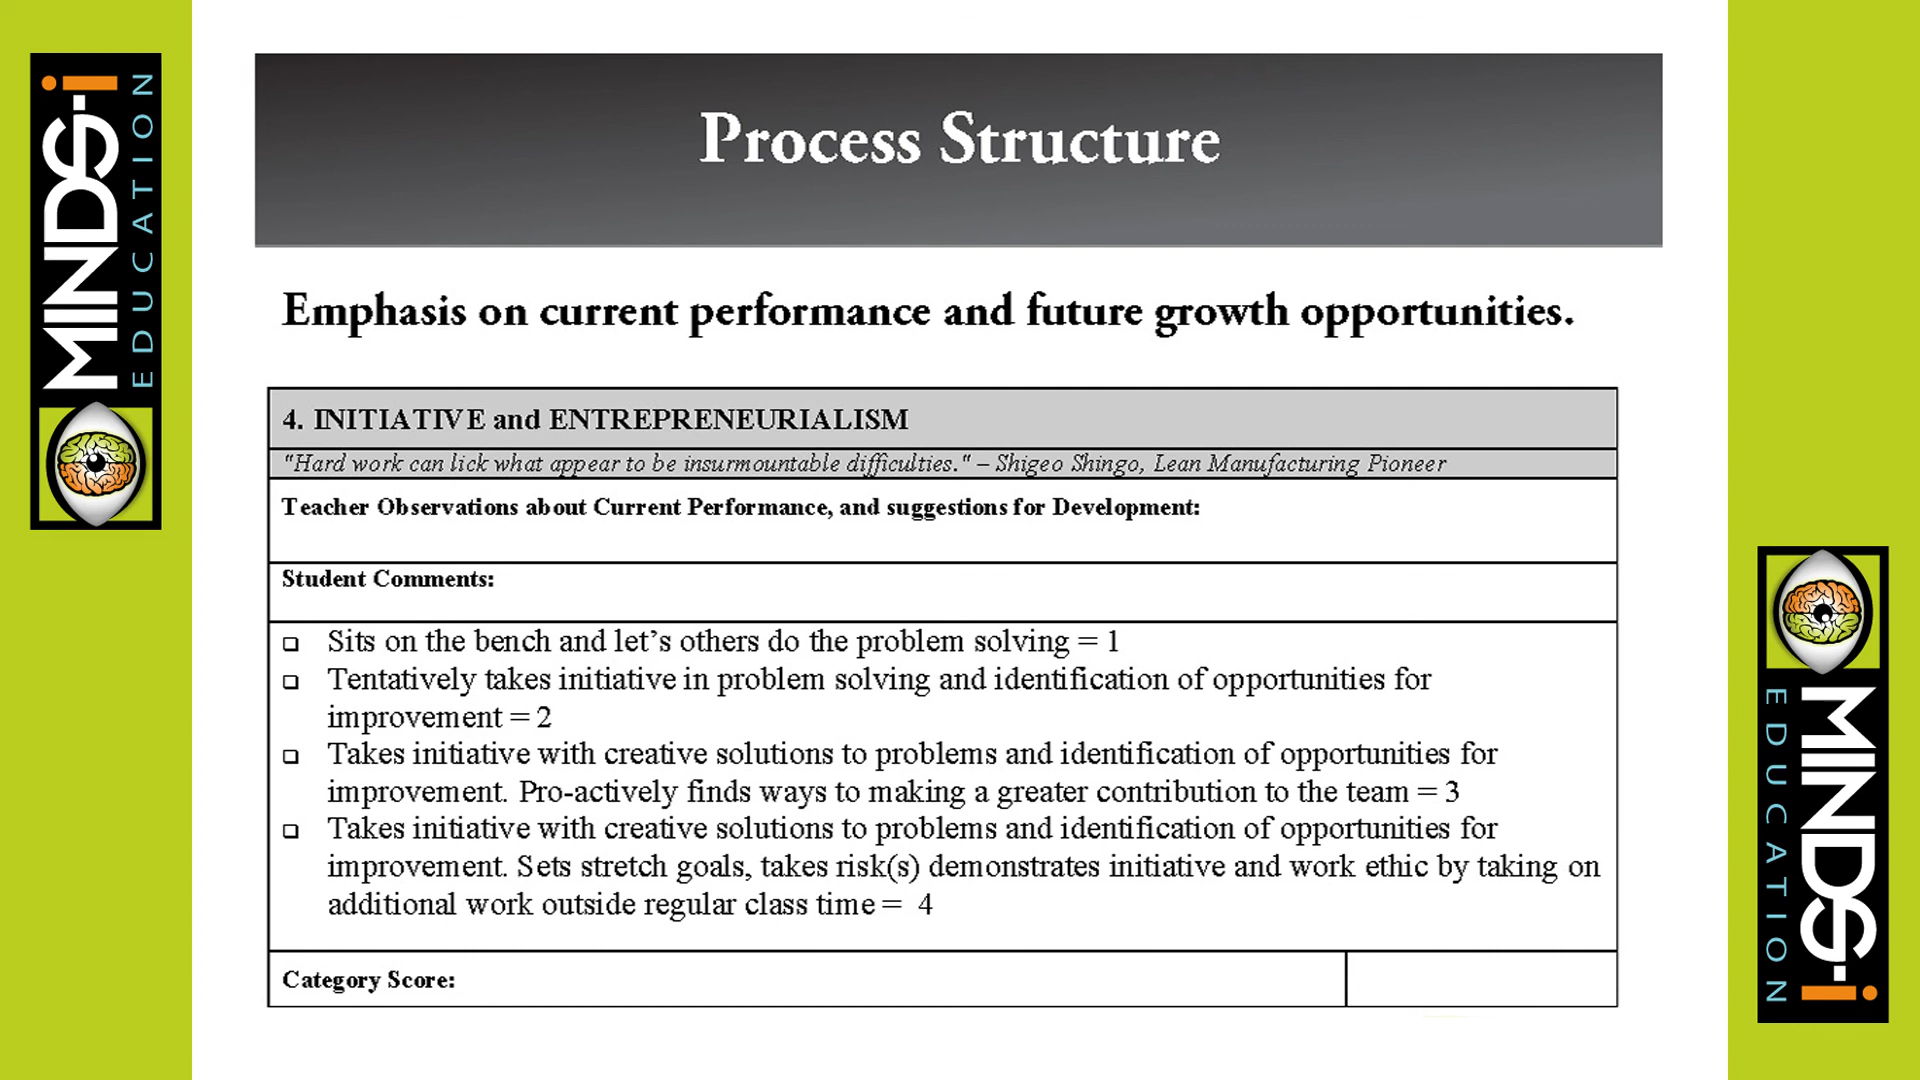 MINDS-i
EDUCATION
Process Structure
Emphasis on current performance and future growth opportunities.
4. INITIATIVE and ENTREPRENEURIALISM
"Hard work can lick what appear to be insurmountable difficulties." – Shigeo Shingo, Lean Manufacturing Pioneer
Teacher Observations about Current Performance, and suggestions for Development:
Student Comments:
Sits on the bench and let’s others do the problem solving = 1
Tentatively takes initiative in problem solving and identification of opportunities for
improvement = 2
Takes initiative with creative solutions to problems and identification of opportunities for
improvement. Pro-actively finds ways to making a greater contribution to the team = 3
Takes initiative with creative solutions to problems and identification of opportunities for
improvement. Sets stretch goals, takes risk(s) demonstrates initiative and work ethic by taking on
additional work outside regular class time = 4
Category Score:
MINDS-i
EDUCATION